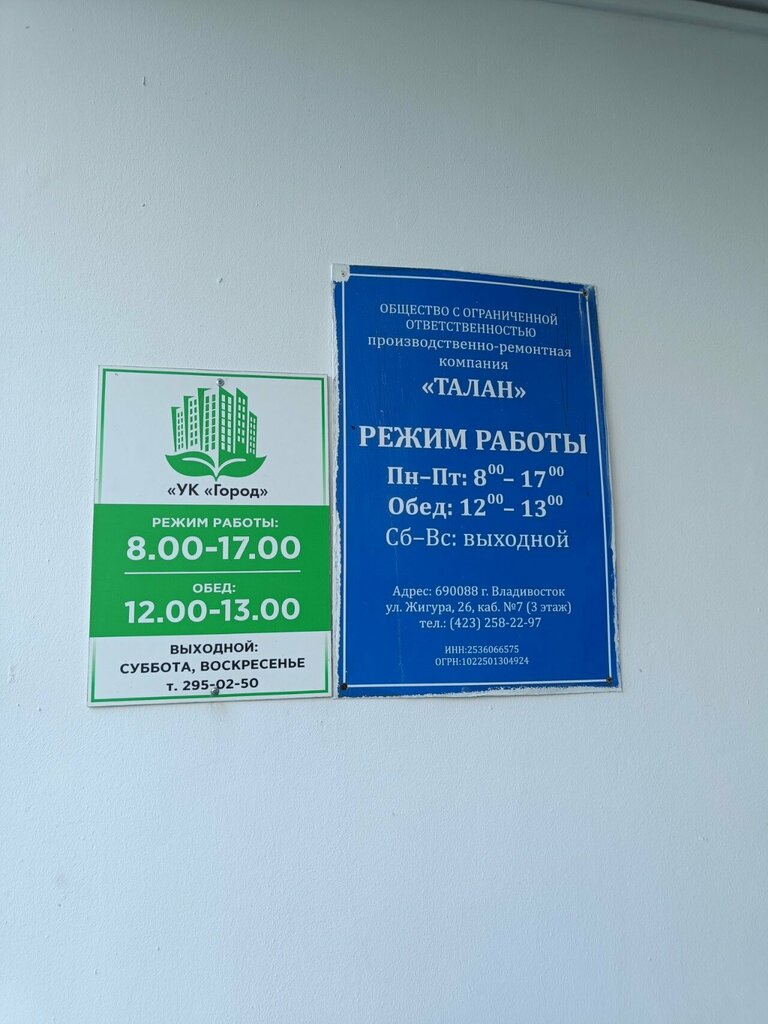 «УК «Город»
РЕЖИМ РАБОТЫ:
8.00-17.00
ОБЕД:
12.00-13.00
ВЫХОДНОЙ:
СУББОТА, ВОСКРЕСЕНЬЕ
т. 295-02-50
ОБЩЕСТВО С ОГРАНИЧЕННОЙ
ОТВЕТСТВЕННОСТЬЮ
производственно-ремонтная
компания
«ТАЛАН»
РЕЖИМ РАБОТЫ
Пн–Пт: 8⁰⁰– 17⁰⁰
Обед: 12⁰⁰– 13⁰⁰
Сб–Вс: выходной
Адрес: 690088 г. Владивосток
ул. Жигура, 26, каб. №7 (3 этаж)
тел.: (423) 258-22-97
ИНН:2536066575
ОГРН:1022501304924